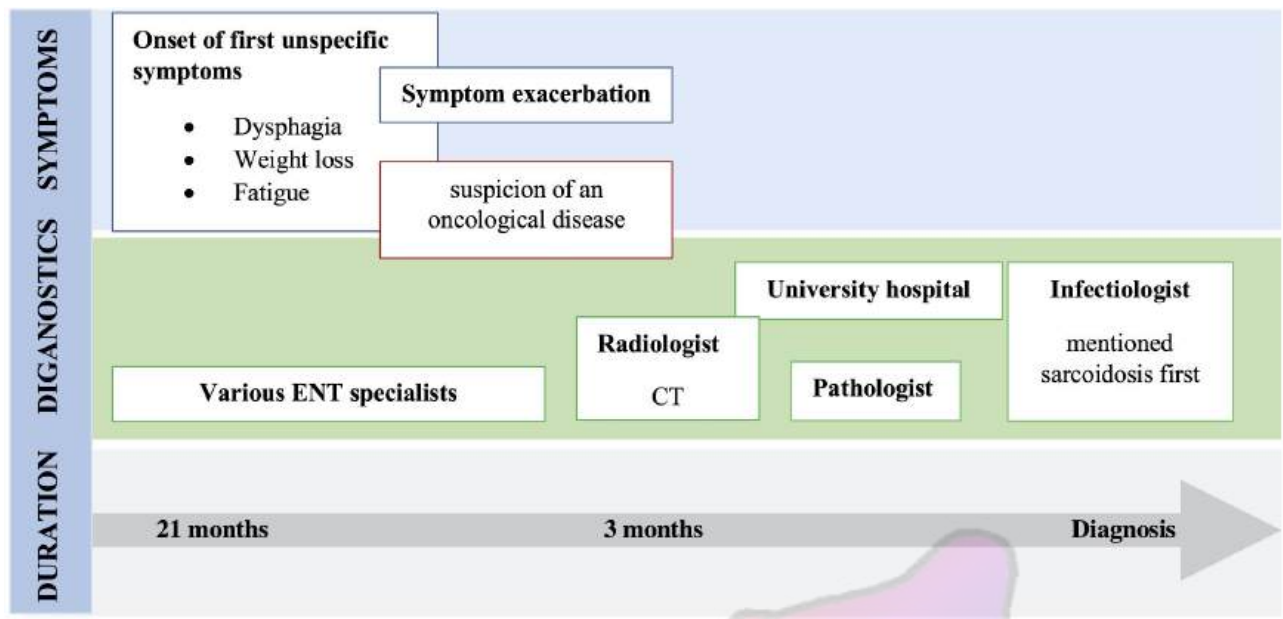 SYMPTOMS
Onset of first unspecific
symptoms
• Dysphagia
• Weight loss
• Fatigue
Symptom exacerbation
suspicion of an
oncological disease
DIGANOSTICS
Various ENT specialists
Radiologist
CT
University hospital
Pathologist
Infectiologist
mentioned
sarcoidosis first
DURATION
21 months
3 months
Diagnosis